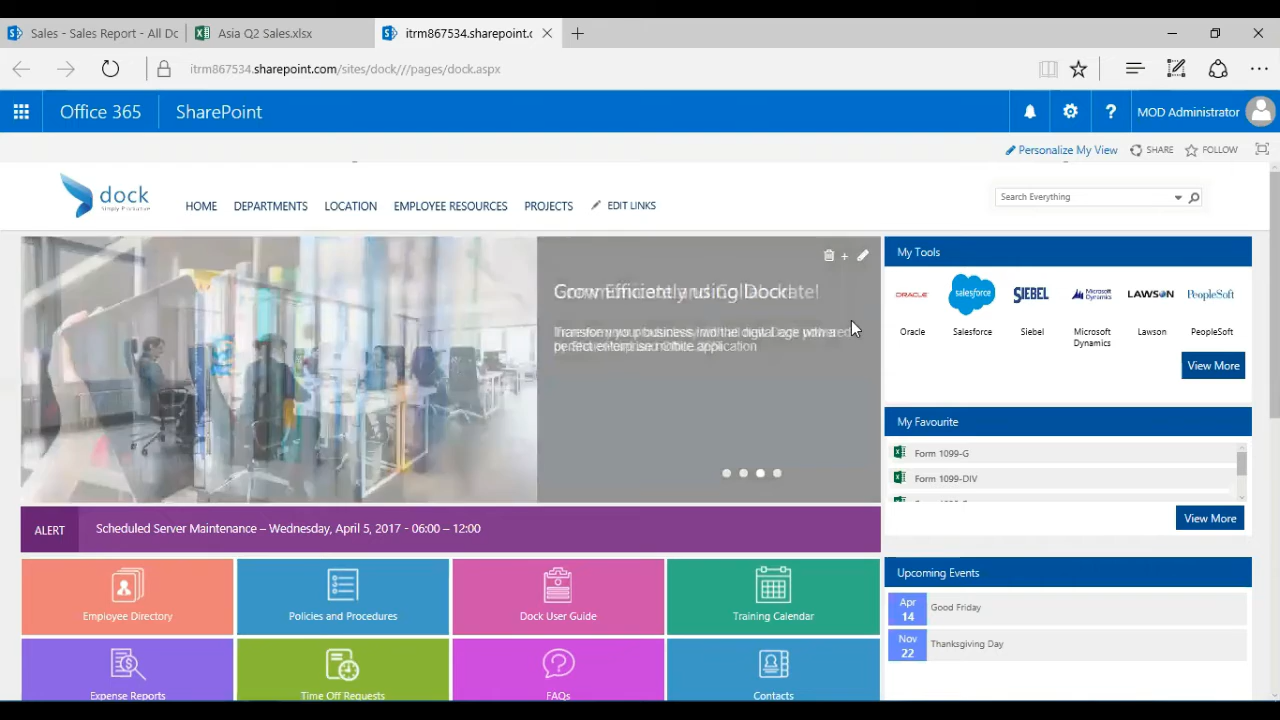 Sales - Sales Report - All Dc
Asia Q2 Sales.xlsx
itrm867534.sharepoint.c
itrm867534.sharepoint.com/sites/dock///pages/dock.aspx
Office 365
SharePoint
MOD Administrator
Personalize My View
SHARE
FOLLOW
dock
HOME
DEPARTMENTS
LOCATION
EMPLOYEE RESOURCES
PROJECTS
EDIT LINKS
Search Everything
My Tools
ORACLE
salesforce
SIEBEL
Microsoft Dynamics
LAWSON
PeopleSoft
Oracle
Salesforce
Siebel
Microsoft
Dynamics
Lawson
PeopleSoft
View More
My Favourite
Form 1099-G
Form 1099-DIV
View More
ALERT
Scheduled Server Maintenance – Wednesday, April 5, 2017 - 06:00 – 12:00
Upcoming Events
Apr
14
Good Friday
Nov
22
Thanksgiving Day
Employee Directory
Policies and Procedures
Dock User Guide
Training Calendar
Expense Reports
Time Off Requests
FAQs
Contacts